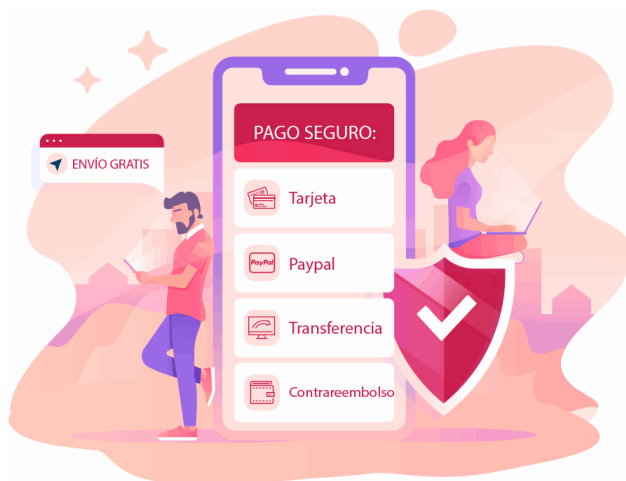 PAGO SEGURO:
ENVÍO GRATIS
Tarjeta
PayPal
Paypal
Transferencia
Contrareembolso